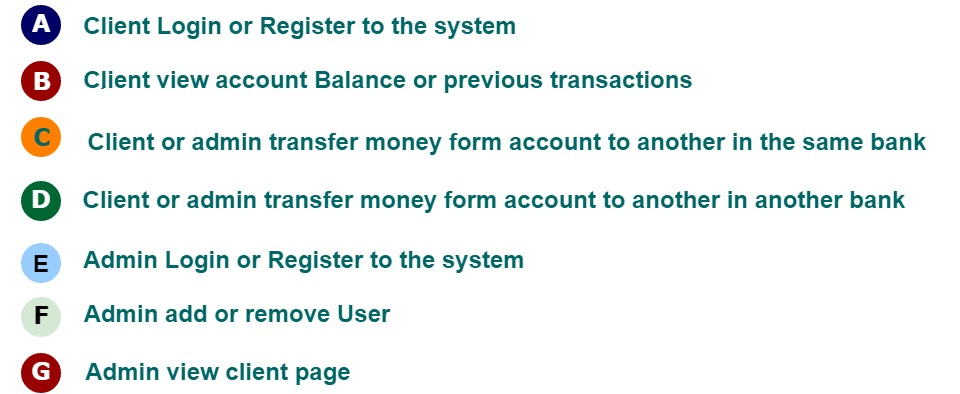 A Client Login or Register to the system
B Client view account Balance or previous transactions
C Client or admin transfer money form account to another in the same bank
D Client or admin transfer money form account to another in another bank
E Admin Login or Register to the system
F Admin add or remove User
G Admin view client page